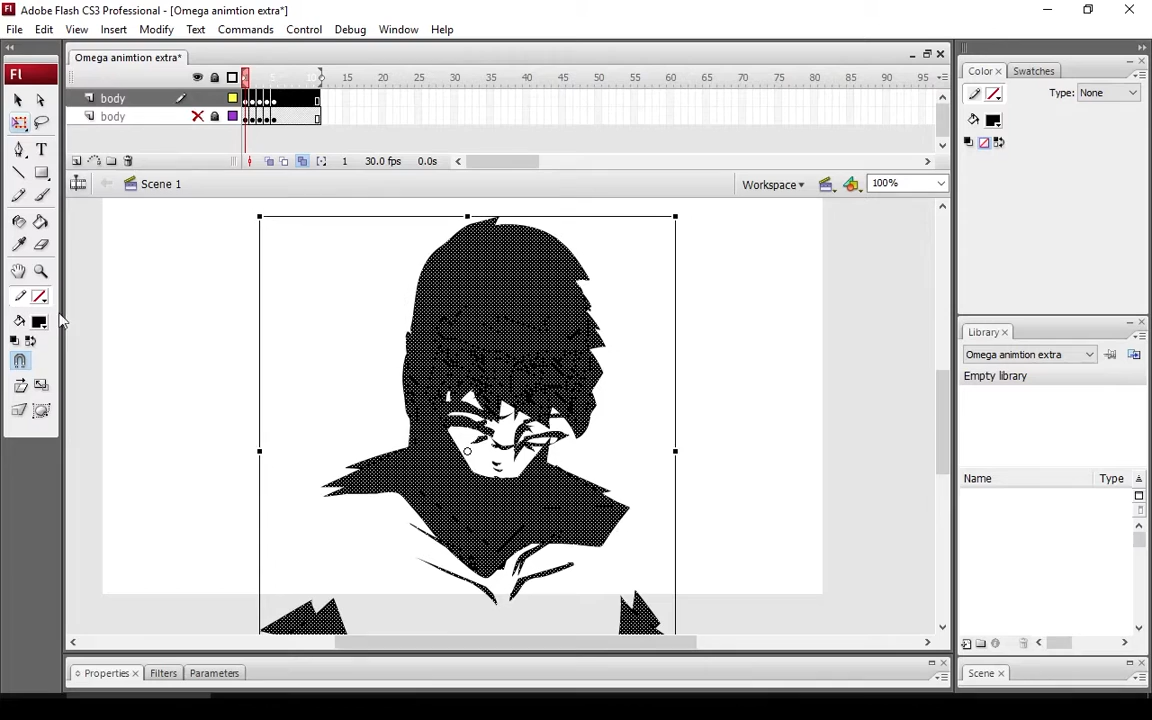 Fl Adobe Flash CS3 Professional - [Omega animtion extra*]
File Edit View Insert Modify Text Commands Control Debug Window Help
Fl
Omega animtion extra*
5 10 15 20 25 30 35 40 45 50 55 60 65 70 75 80 85 90 95
body
body
1 30.0 fps 0.0s
Scene 1
Workspace 100%
T
Color Swatches
Type: None
Library
Omega animtion extra
Empty library
Name Type
Properties Filters Parameters
Scene